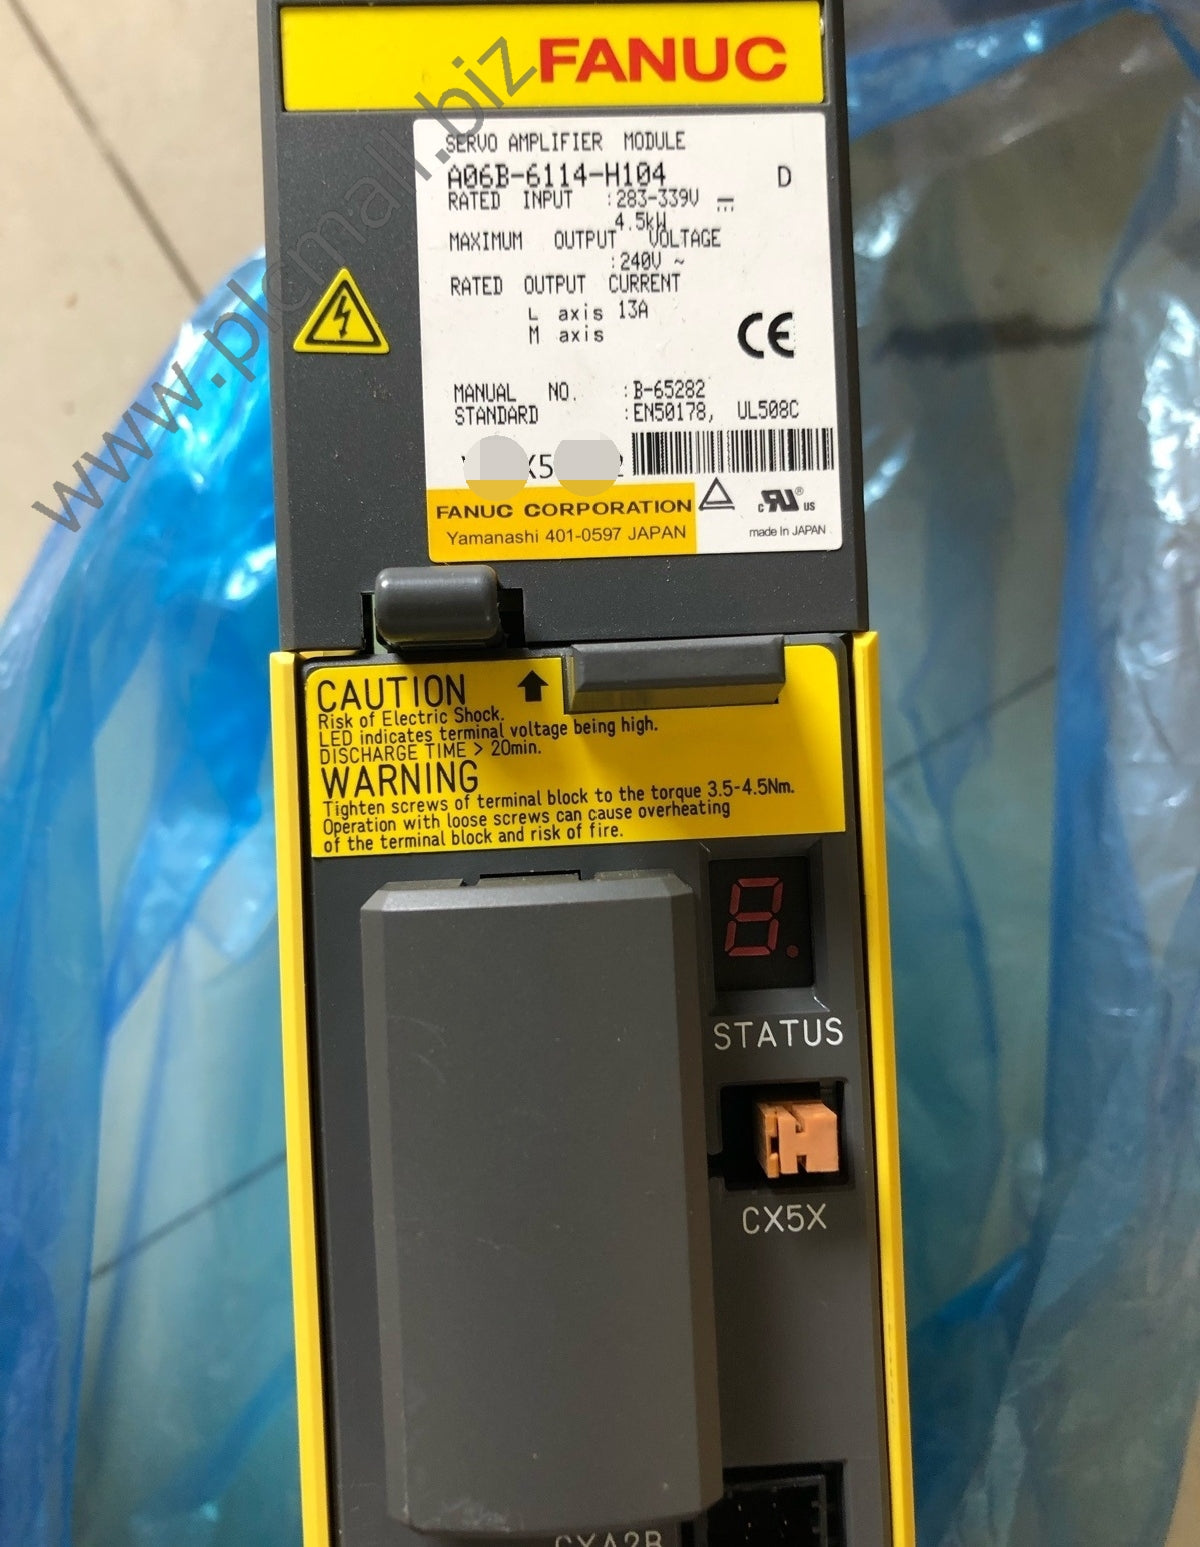 FANUC
www.plcmall.biz
SERVO AMPLIFIER MODULE
A06B-6114-H104 D
RATED INPUT :283-339V ⎓
4.5kW
MAXIMUM OUTPUT VOLTAGE
:240V ~
RATED OUTPUT CURRENT
L axis 13A
M axis
CE
MANUAL NO. :B-65282
STANDARD :EN50178, UL508C
FANUC CORPORATION
Yamanashi 401-0597 JAPAN
c RU ® US
made in JAPAN
CAUTION
Risk of Electric Shock.
LED indicates terminal voltage being high.
DISCHARGE TIME > 20min.
WARNING
Tighten screws of terminal block to the torque 3.5-4.5Nm.
Operation with loose screws can cause overheating
of the terminal block and risk of fire.
8.
STATUS
H
CX5X
CXA2B